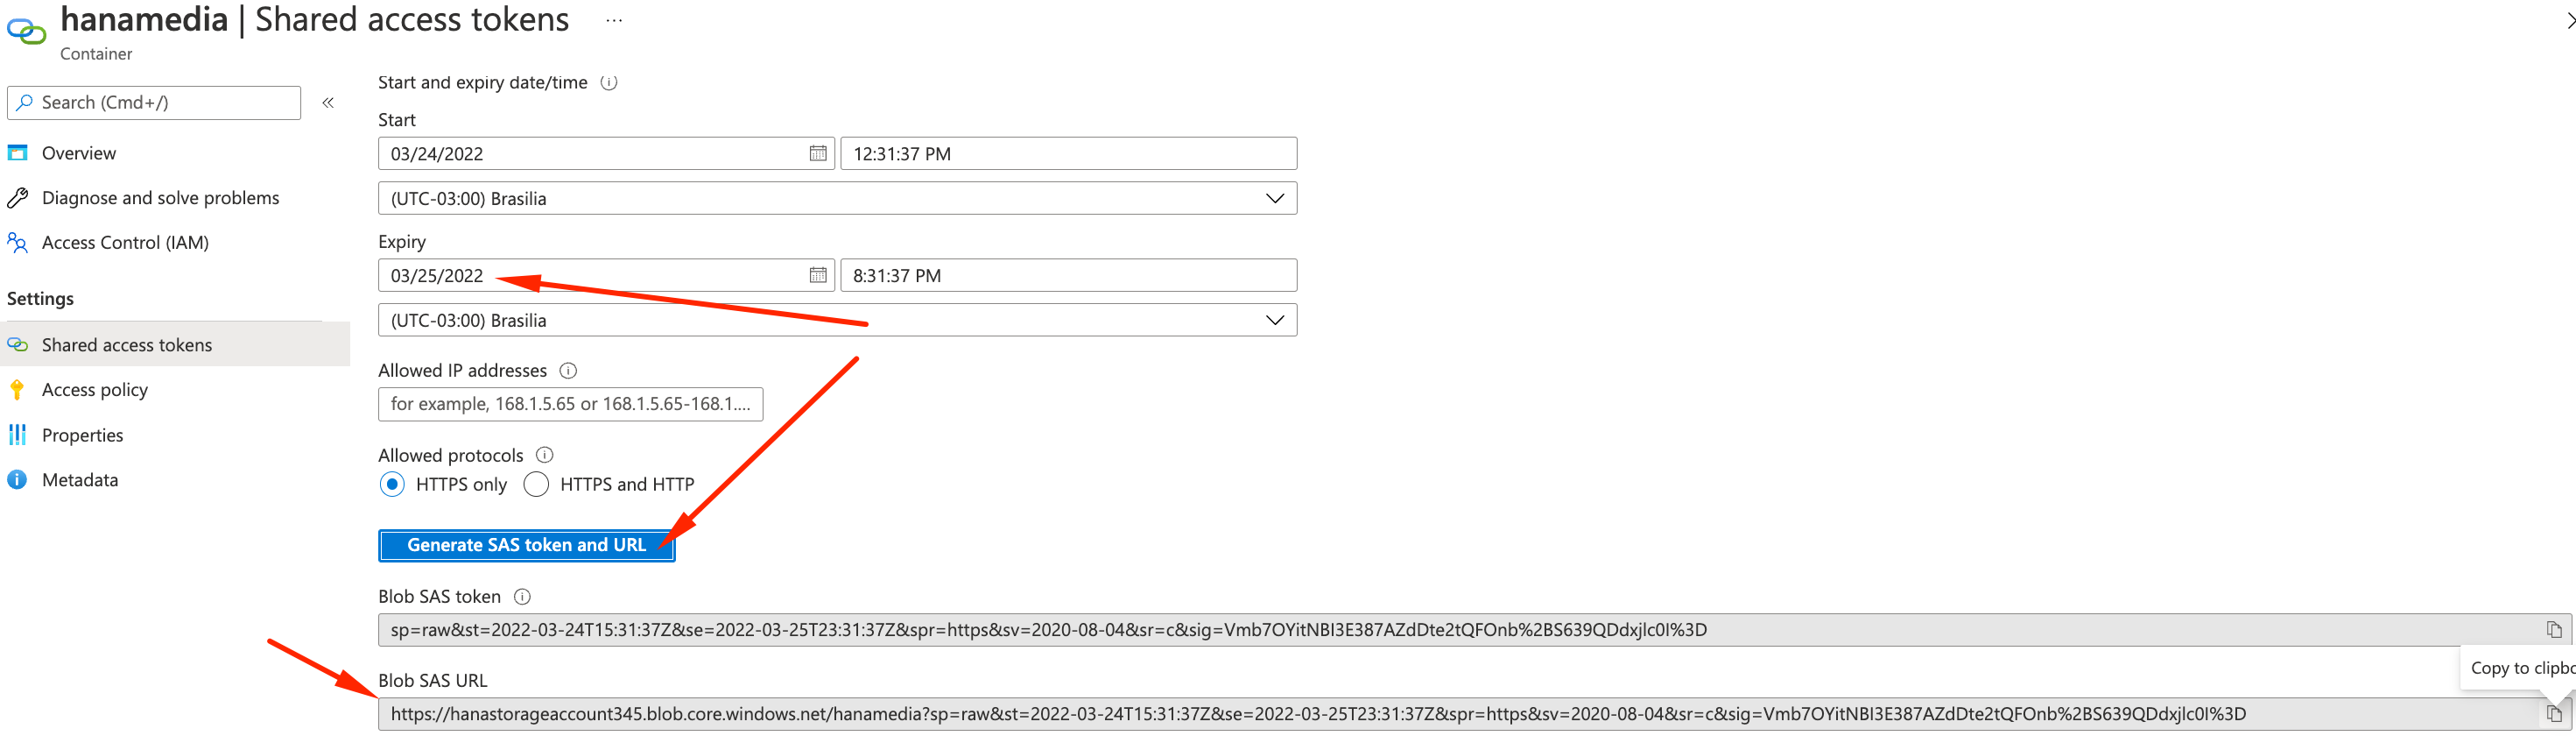 hanamedia | Shared access tokens ...
Container
Search (Cmd+/)
«
Overview
Diagnose and solve problems
Access Control (IAM)
Settings
Shared access tokens
Access policy
Properties
Metadata
Start and expiry date/time
Start
03/24/2022 12:31:37 PM
(UTC-03:00) Brasilia
Expiry
03/25/2022 8:31:37 PM
(UTC-03:00) Brasilia
Allowed IP addresses
for example, 168.1.5.65 or 168.1.5.65-168.1....
Allowed protocols
HTTPS only HTTPS and HTTP
Generate SAS token and URL
Blob SAS token
sp=raw&st=2022-03-24T15:31:37Z&se=2022-03-25T23:31:37Z&spr=https&sv=2020-08-04&sr=c&sig=Vmb7OYitNBI3E387AZdDte2tQFOnb%2BS639QDdxjlc0I%3D
Copy to clipbo
Blob SAS URL
https://hanastorageaccount345.blob.core.windows.net/hanamedia?sp=raw&st=2022-03-24T15:31:37Z&se=2022-03-25T23:31:37Z&spr=https&sv=2020-08-04&sr=c&sig=Vmb7OYitNBI3E387AZdDte2tQFOnb%2BS639QDdxjlc0I%3D